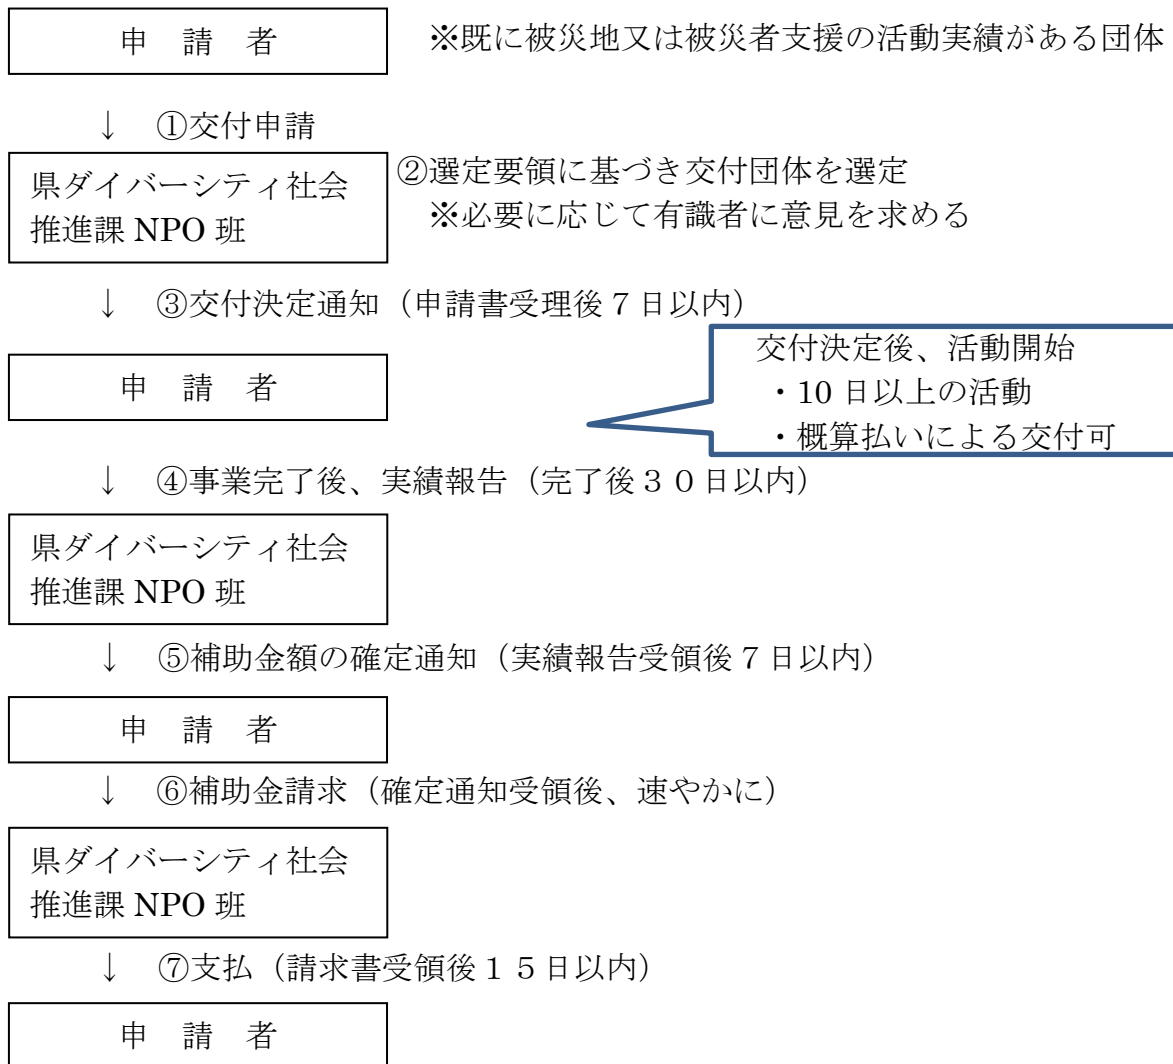 申 請 者
※既に被災地又は被災者支援の活動実績がある団体
↓ ①交付申請
県ダイバーシティ社会
推進課 NPO 班
②選定要領に基づき交付団体を選定
※必要に応じて有識者に意見を求める
↓ ③交付決定通知（申請書受理後７日以内）
申 請 者
交付決定後、活動開始
・10 日以上の活動
・概算払いによる交付可
↓ ④事業完了後、実績報告（完了後３０日以内）
県ダイバーシティ社会
推進課 NPO 班
↓ ⑤補助金額の確定通知（実績報告受領後７日以内）
申 請 者
↓ ⑥補助金請求（確定通知受領後、速やかに）
県ダイバーシティ社会
推進課 NPO 班
↓ ⑦支払（請求書受領後１５日以内）
申 請 者